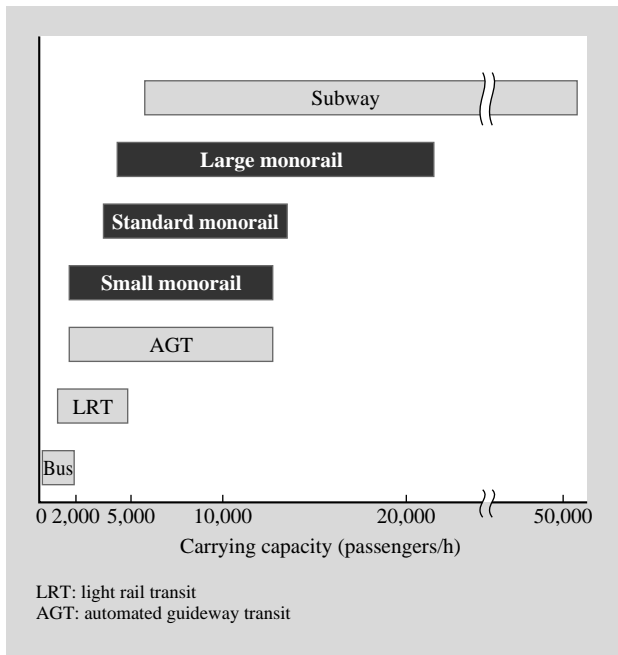 Subway
Large monorail
Standard monorail
Small monorail
AGT
LRT
Bus
0 2,000 5,000 10,000 20,000 50,000
Carrying capacity (passengers/h)
LRT: light rail transit
AGT: automated guideway transit